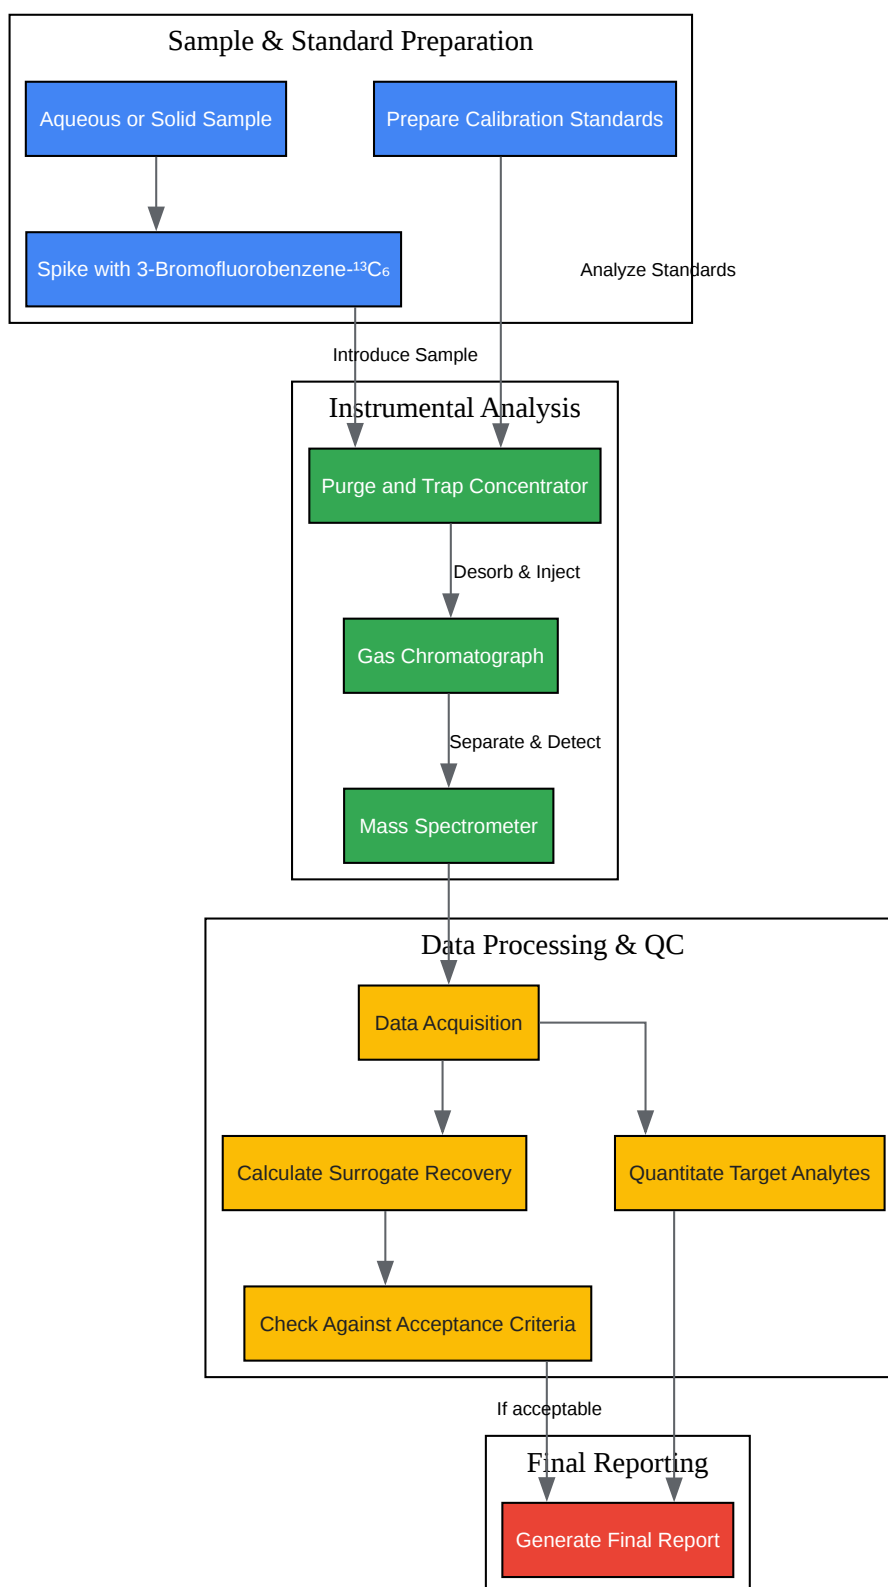 Sample & Standard Preparation
Aqueous or Solid Sample
Prepare Calibration Standards
Spike with 3-Bromofluorobenzene-¹³C₆
Analyze Standards
Introduce Sample
Instrumental Analysis
Purge and Trap Concentrator
Desorb & Inject
Gas Chromatograph
Separate & Detect
Mass Spectrometer
Data Processing & QC
Data Acquisition
Calculate Surrogate Recovery
Quantitate Target Analytes
Check Against Acceptance Criteria
If acceptable
Final Reporting
Generate Final Report